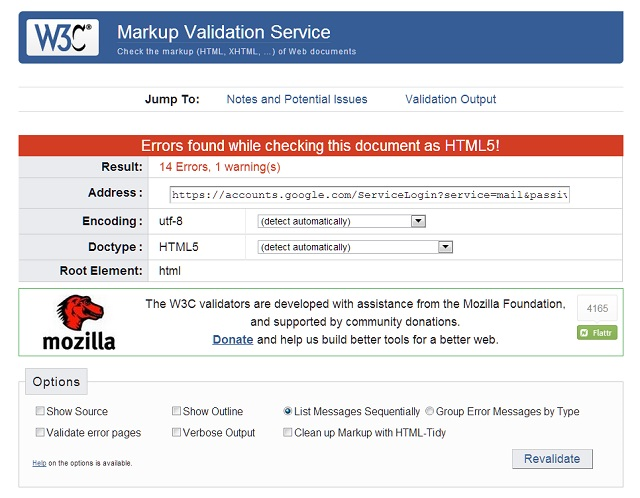 W3C® Markup Validation Service
Check the markup (HTML, XHTML, ...) of Web documents
Jump To: Notes and Potential Issues Validation Output
Errors found while checking this document as HTML5!
Result: 14 Errors, 1 warning(s)
Address : https://accounts.google.com/ServiceLogin?service=mail&passiv
Encoding : utf-8 (detect automatically)
Doctype : HTML5 (detect automatically)
Root Element: html
The W3C validators are developed with assistance from the Mozilla Foundation,
and supported by community donations.
Donate and help us build better tools for a better web.
mozilla
4165
Flattr
Options
Show Source Show Outline List Messages Sequentially Group Error Messages by Type
Validate error pages Verbose Output Clean up Markup with HTML-Tidy
Help on the options is available.
Revalidate